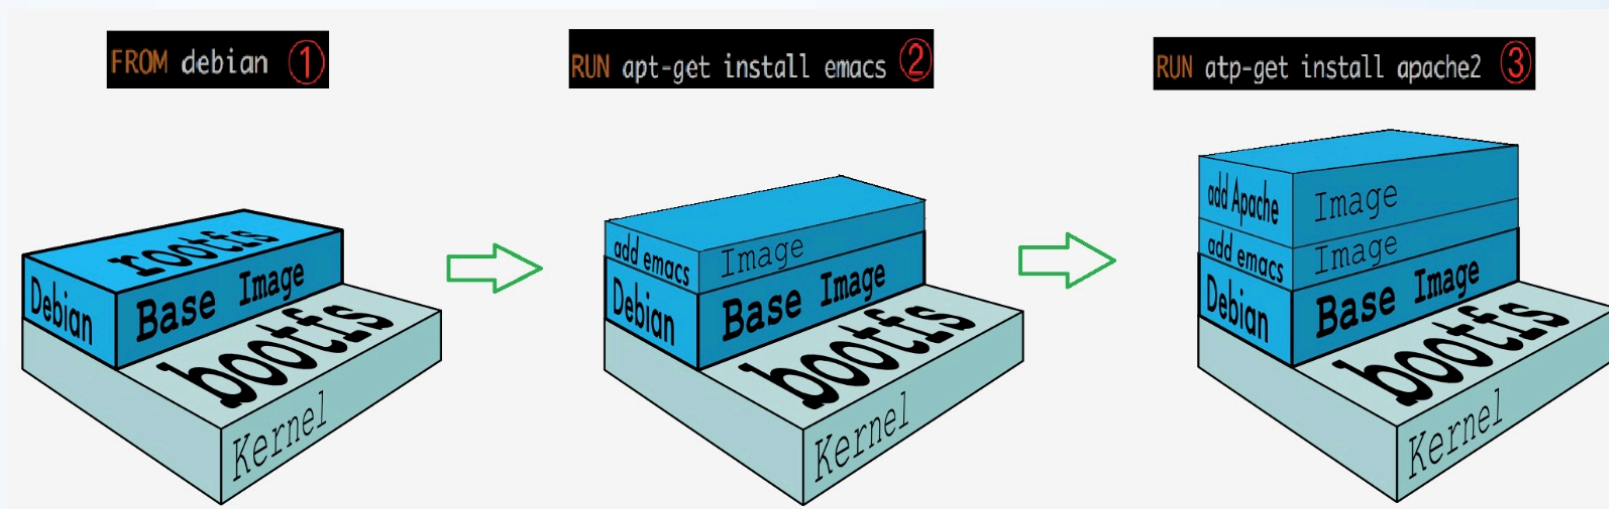 FROM debian ①
RUN apt-get install emacs ②
RUN atp-get install apache2 ③
rootfs
Debian
Base Image
bootfs
Kernel
add emacs
Image
Debian
Base Image
bootfs
Kernel
add Apache
Image
add emacs
Image
Debian
Base Image
bootfs
Kernel